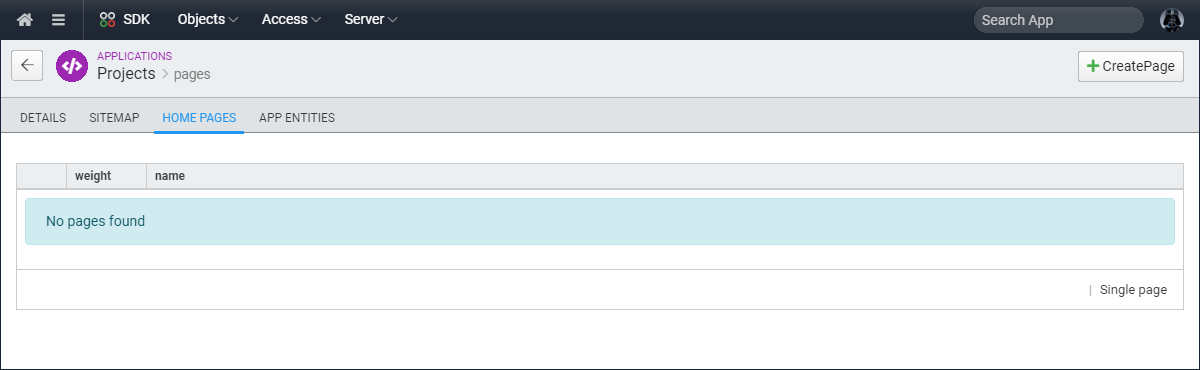 SDK Objects Access Server Search App
APPLICATIONS
Projects > pages
CreatePage
DETAILS SITEMAP HOME PAGES APP ENTITIES
weight name
No pages found
| Single page